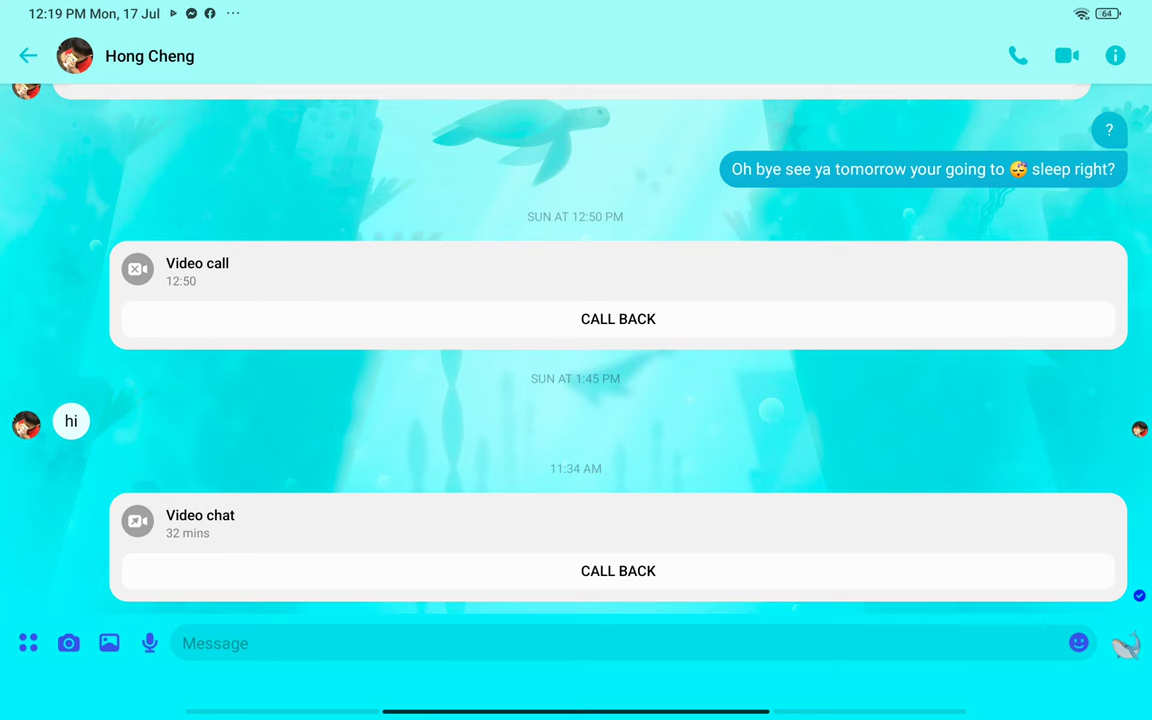 12:19 PM Mon, 17 Jul
64
Hong Cheng
?
Oh bye see ya tomorrow your going to 😴 sleep right?
SUN AT 12:50 PM
Video call
12:50
CALL BACK
SUN AT 1:45 PM
hi
11:34 AM
Video chat
32 mins
CALL BACK
Message